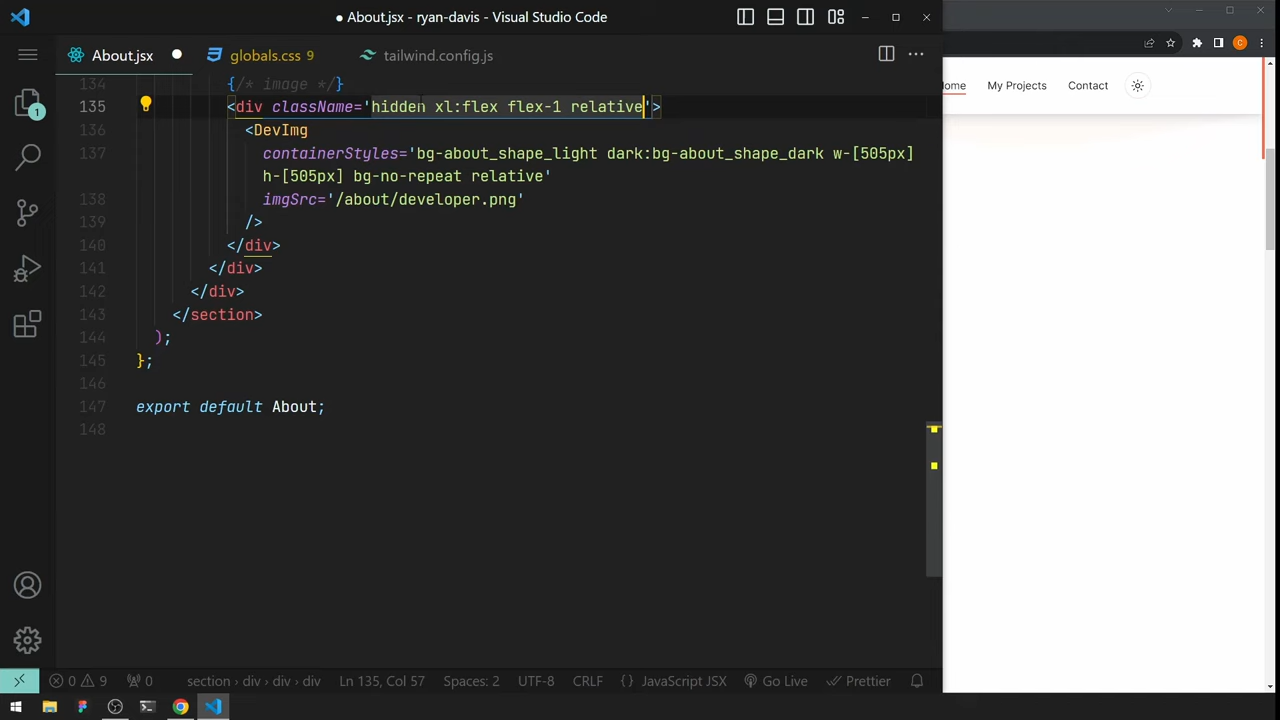 ● About.jsx - ryan-davis - Visual Studio Code
About.jsx ●
globals.css 9
tailwind.config.js
134 {/* image */}
135 <div className='hidden xl:flex flex-1 relative'>
136 <DevImg
137 containerStyles='bg-about_shape_light dark:bg-about_shape_dark w-[505px]
h-[505px] bg-no-repeat relative'
138 imgSrc='/about/developer.png'
139 />
140 </div>
141 </div>
142 </div>
143 </section>
144 );
145 };
146
147 export default About;
148
1
0 9 0 section › div › div › div Ln 135, Col 57 Spaces: 2 UTF-8 CRLF {} JavaScript JSX Go Live Prettier
C
ome My Projects Contact